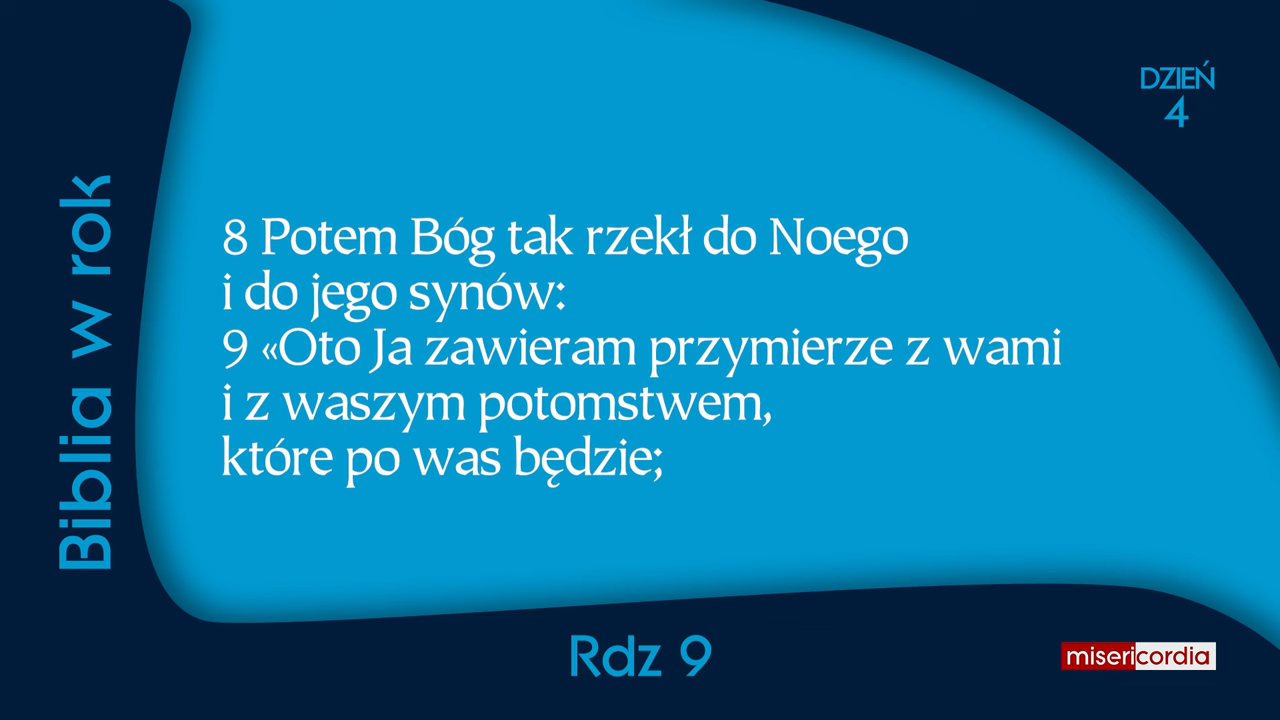 DZIEŃ
4
Biblia w rok
8 Potem Bóg tak rzekł do Noego
i do jego synów:
9 «Oto Ja zawieram przymierze z wami
i z waszym potomstwem,
które po was będzie;
Rdz 9
misericordia